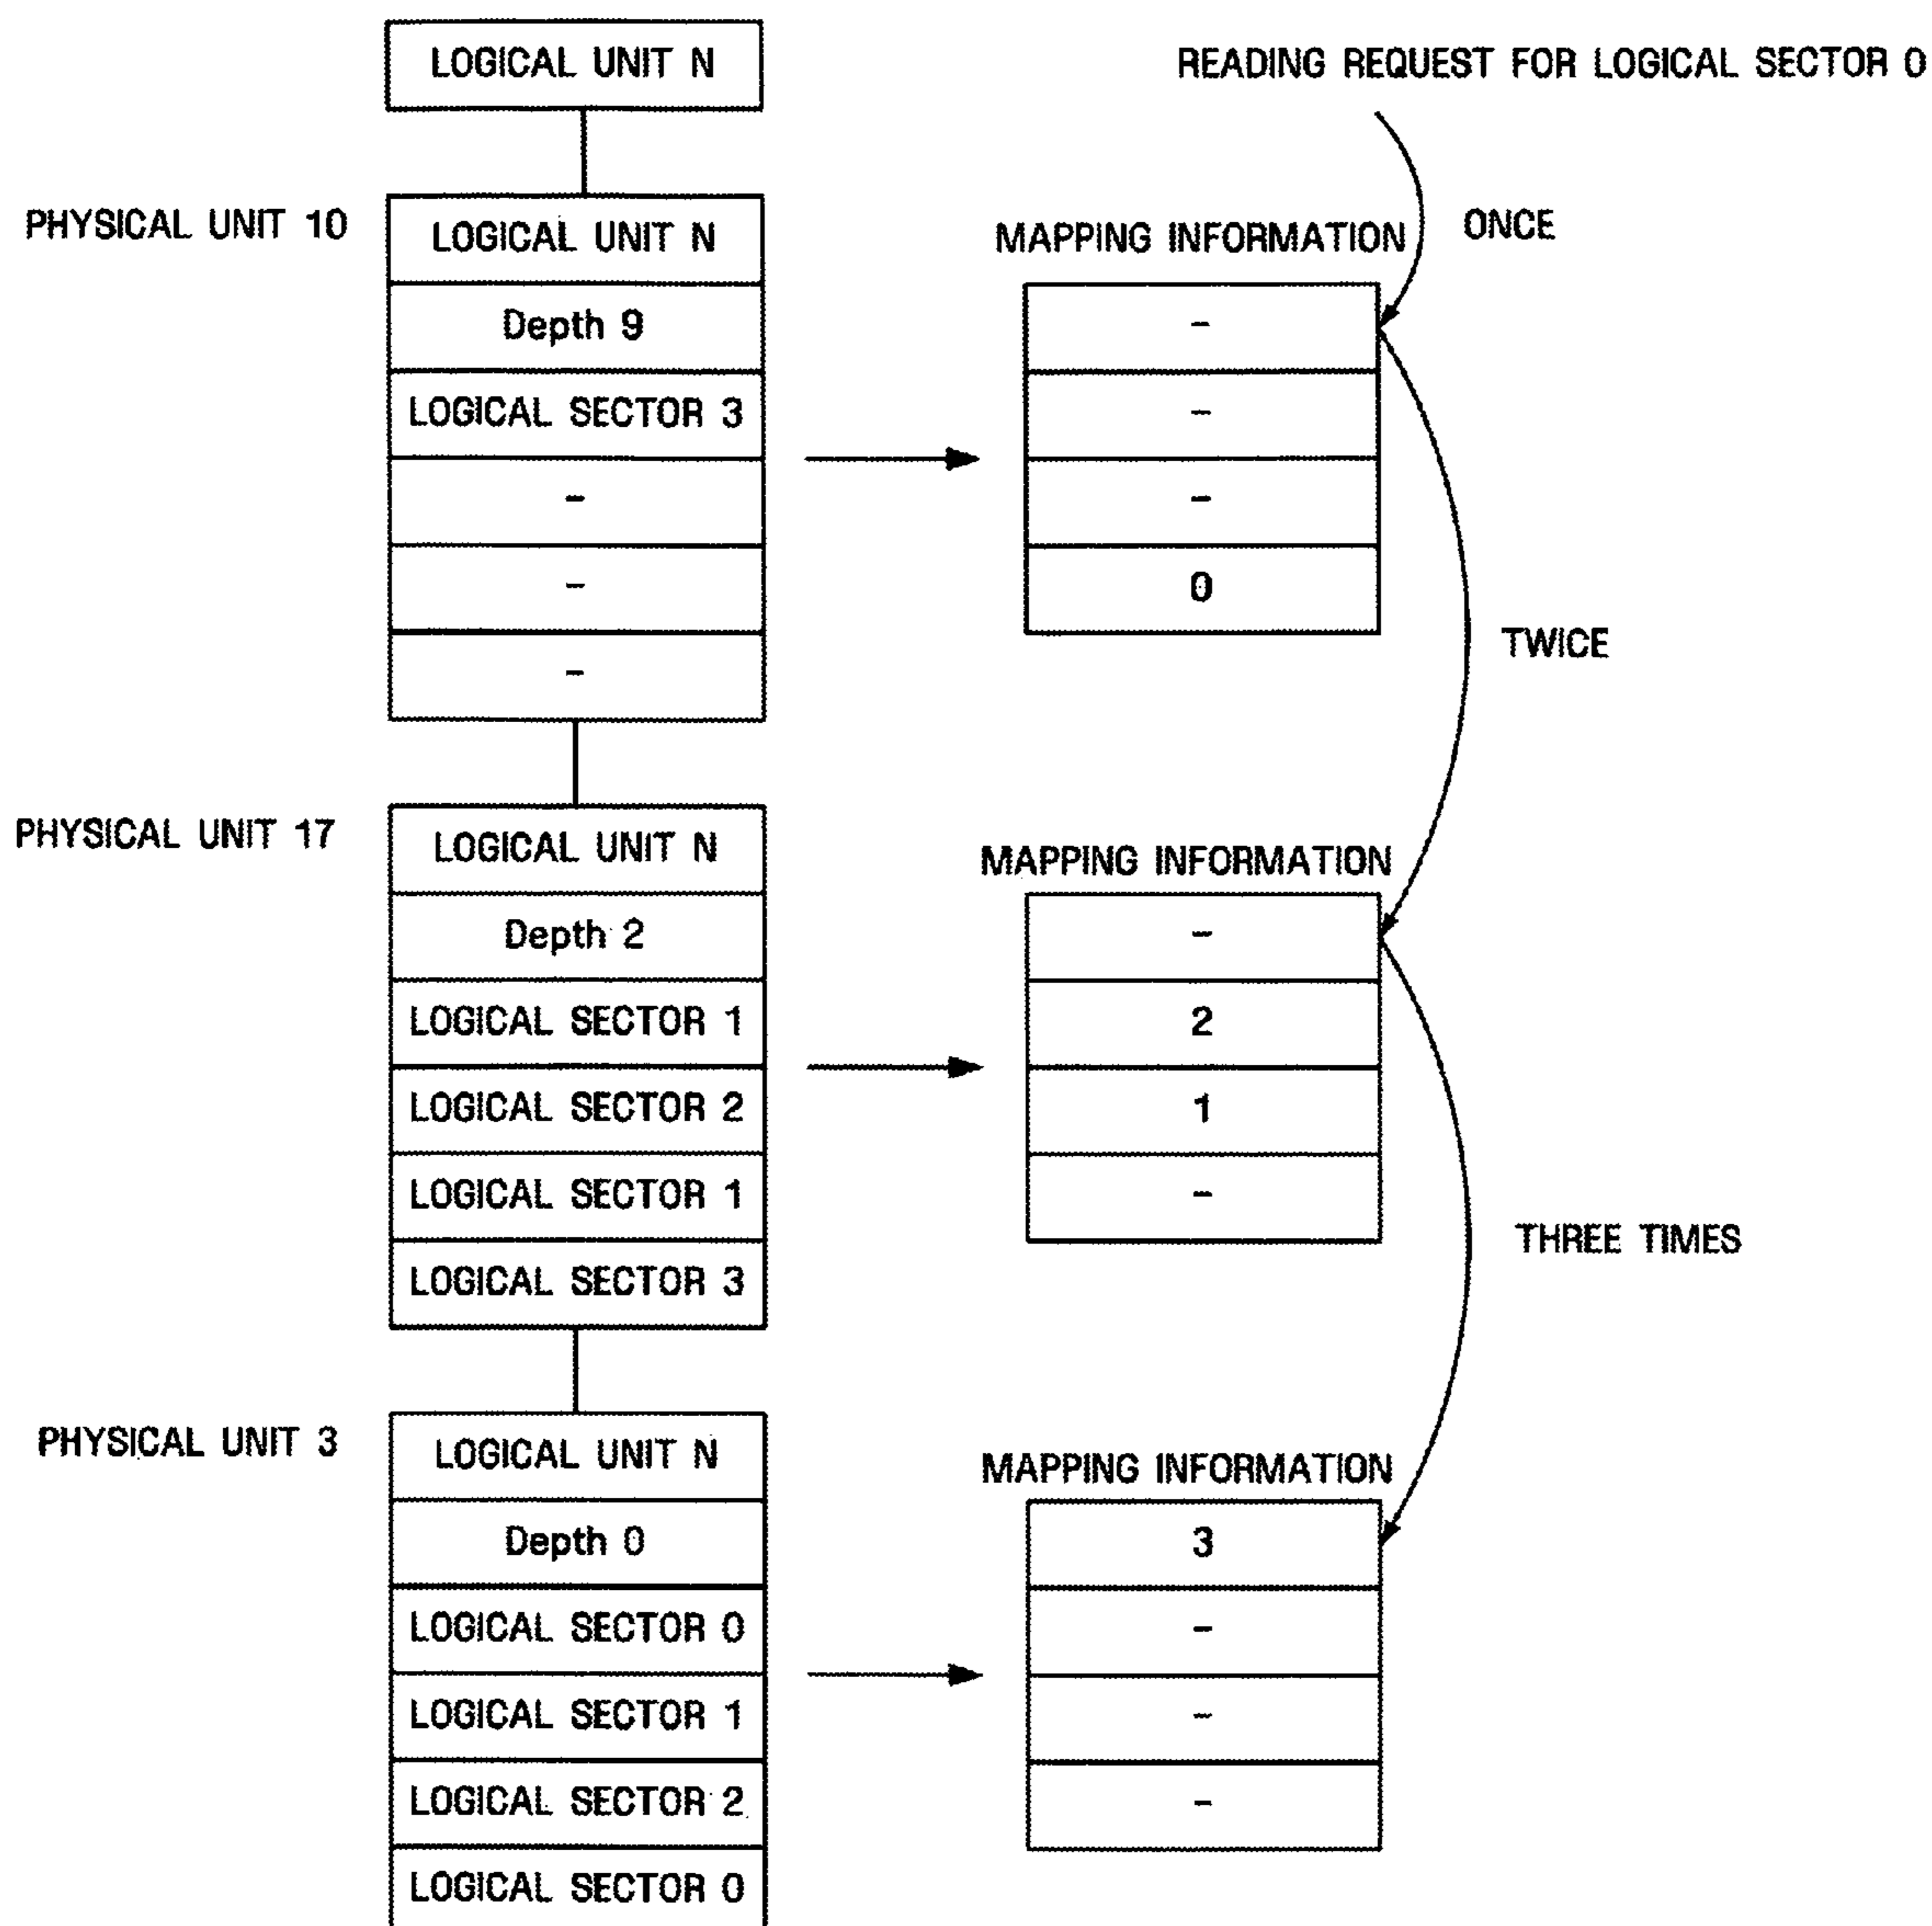 LOGICAL UNIT N
READING REQUEST FOR LOGICAL SECTOR 0
PHYSICAL UNIT 10
LOGICAL UNIT N
Depth 9
LOGICAL SECTOR 3
-
-
-
MAPPING INFORMATION
-
-
-
0
ONCE
TWICE
PHYSICAL UNIT 17
LOGICAL UNIT N
Depth 2
LOGICAL SECTOR 1
LOGICAL SECTOR 2
LOGICAL SECTOR 1
LOGICAL SECTOR 3
MAPPING INFORMATION
-
2
1
-
THREE TIMES
PHYSICAL UNIT 3
LOGICAL UNIT N
Depth 0
LOGICAL SECTOR 0
LOGICAL SECTOR 1
LOGICAL SECTOR 2
LOGICAL SECTOR 0
MAPPING INFORMATION
3
-
-
-